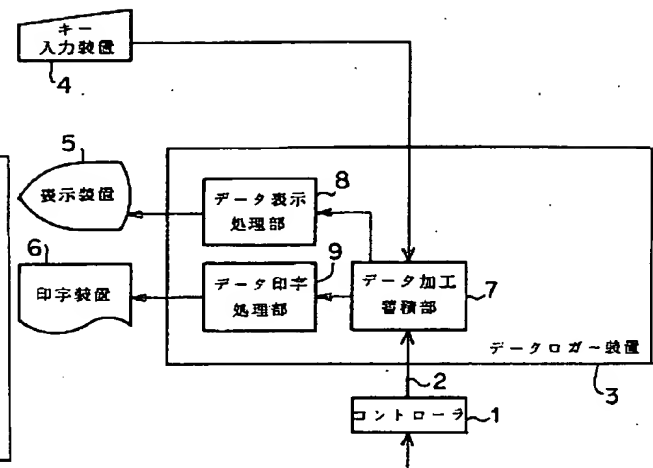 キー
入力装置
4
5
表示装置
データ表示
処理部
8
6
印字装置
データ印字
処理部
9
データ加工
蓄積部
7
データロガー装置
3
2
コントローラ
1